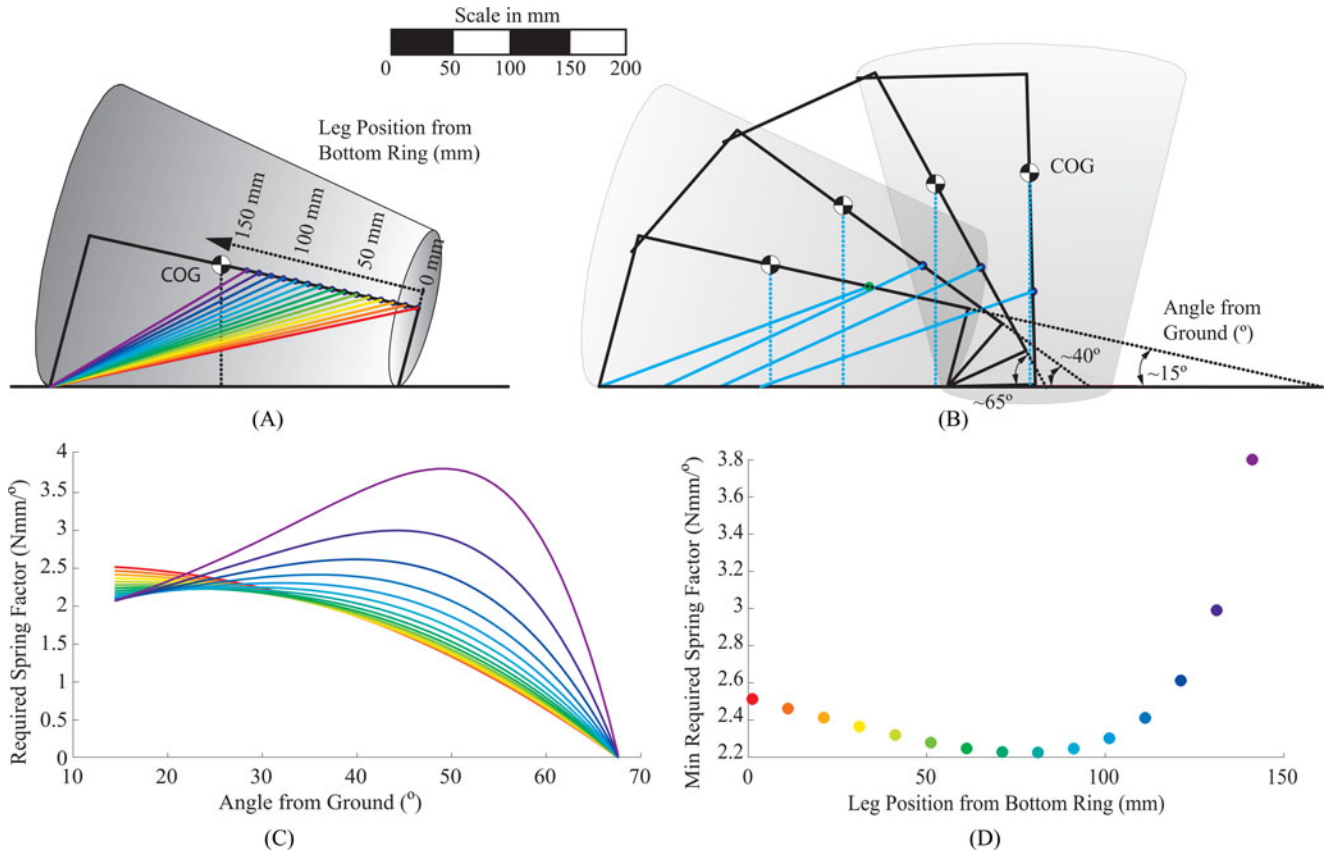 Scale in mm
0 50 100 150 200
Leg Position from
Bottom Ring (mm)
150 mm
100 mm
50 mm
0 mm
COG
(A)
COG
Angle from
Ground (º)
~40º
~15º
~65º
(B)
Required Spring Factor (Nmm/º)
4
3.5
3
2.5
2
1.5
1
0.5
0
10 20 30 40 50 60 70
Angle from Ground (º)
(C)
Min Required Spring Factor (Nmm/º)
3.8
3.6
3.4
3.2
3
2.8
2.6
2.4
2.2
0 50 100 150
Leg Position from Bottom Ring (mm)
(D)